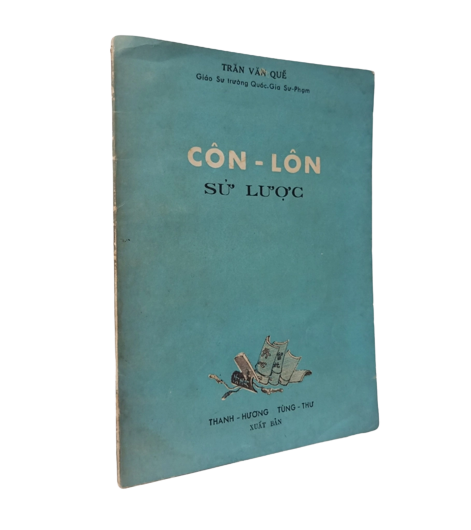 TRẦN VĂN QUẾ
Giáo Sư trường Quốc-Gia Sư-Phạm
CÔN - LÔN
SỬ LƯỢC
THANH - HƯƠNG TÙNG - THƯ
XUẤT BẢN